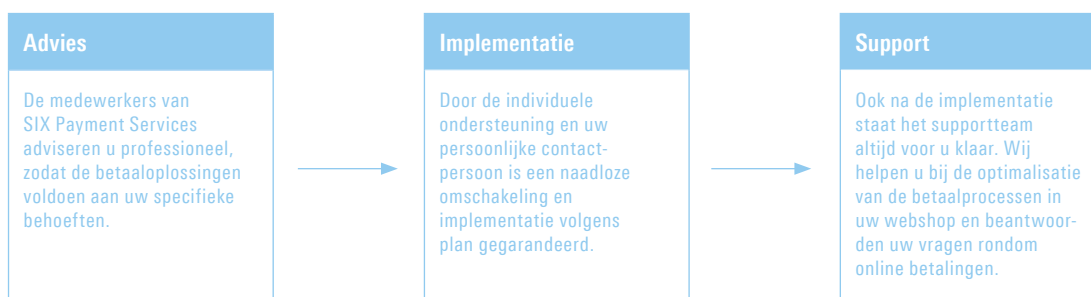 Advies
De medewerkers van
SIX Payment Services
adviseren u professioneel,
zodat de betaaloplossingen
voldoen aan uw specifieke
behoeften.
Implementatie
Door de individuele
ondersteuning en uw
persoonlijke contact-
persoon is een naadloze
omschakeling en
implementatie volgens
plan gegarandeerd.
Support
Ook na de implementatie
staat het supportteam
altijd voor u klaar. Wij
helpen u bij de optimalisatie
van de betaalprocessen in
uw webshop en beantwoor-
den uw vragen rondom
online betalingen.